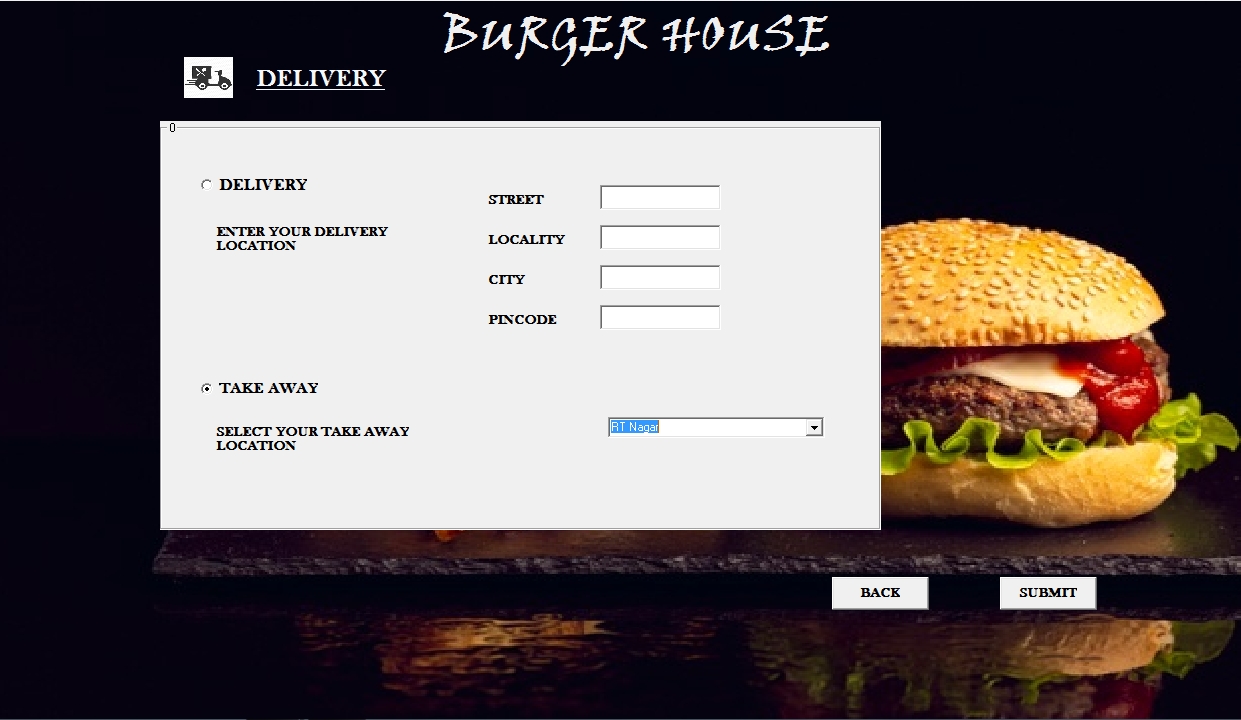 BURGER HOUSE
DELIVERY
0
DELIVERY
ENTER YOUR DELIVERY
LOCATION
STREET
LOCALITY
CITY
PINCODE
TAKE AWAY
SELECT YOUR TAKE AWAY
LOCATION
RT Nagar
BACK
SUBMIT